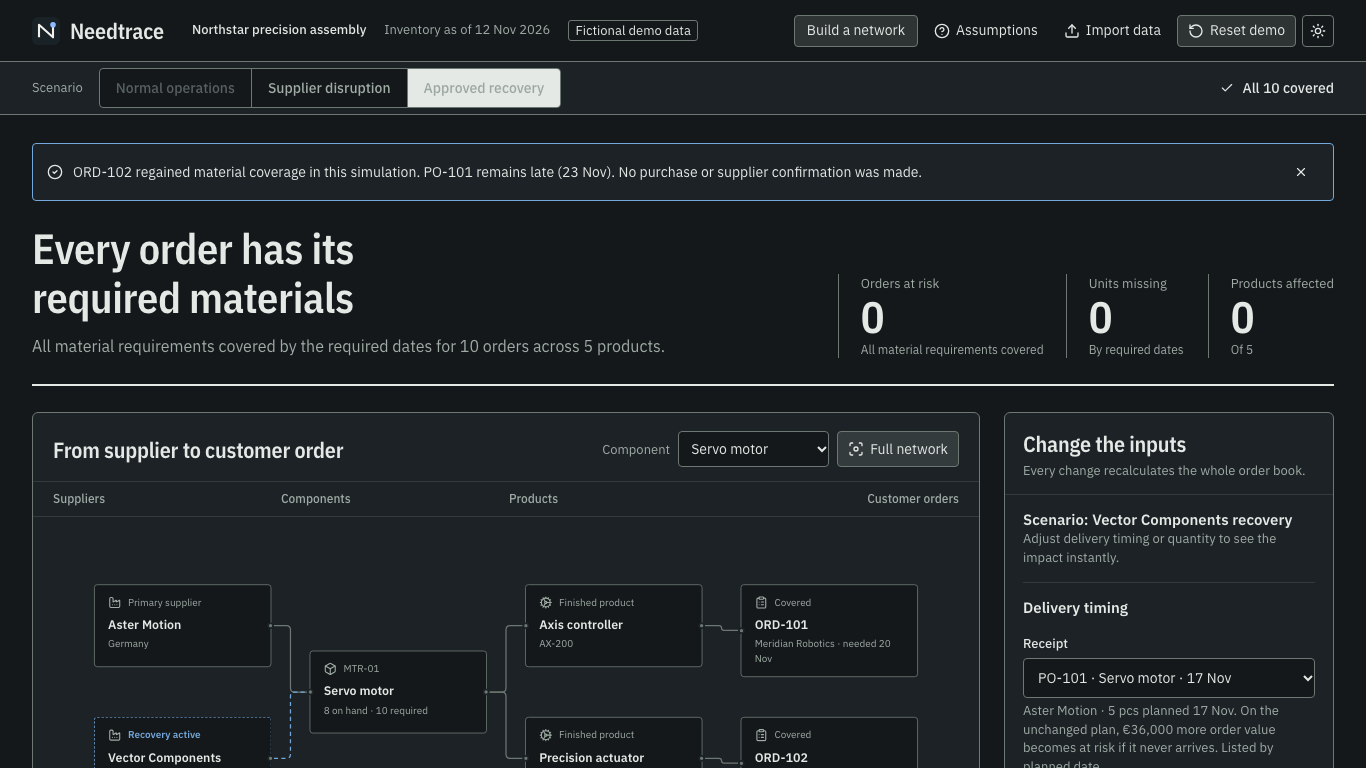 Needtrace
Northstar precision assembly
Inventory as of 12 Nov 2026
Fictional demo data
Build a network
Assumptions
Import data
Reset demo
Scenario
Normal operations
Supplier disruption
Approved recovery
All 10 covered
ORD-102 regained material coverage in this simulation. PO-101 remains late (23 Nov). No purchase or supplier confirmation was made.
Every order has its
required materials
All material requirements covered by the required dates for 10 orders across 5 products.
Orders at risk
0
All material requirements covered
Units missing
0
By required dates
Products affected
0
Of 5
From supplier to customer order
Component
Servo motor
Full network
Suppliers
Components
Products
Customer orders
Primary supplier
Aster Motion
Germany
Recovery active
Vector Components
MTR-01
Servo motor
8 on hand · 10 required
Finished product
Axis controller
AX-200
Finished product
Precision actuator
Covered
ORD-101
Meridian Robotics · needed 20
Nov
Covered
ORD-102
Change the inputs
Every change recalculates the whole order book.
Scenario: Vector Components recovery
Adjust delivery timing or quantity to see the
impact instantly.
Delivery timing
Receipt
PO-101 · Servo motor · 17 Nov
Aster Motion · 5 pcs planned 17 Nov. On the
unchanged plan, €36,000 more order value
becomes at risk if it never arrives. Listed by
planned date.